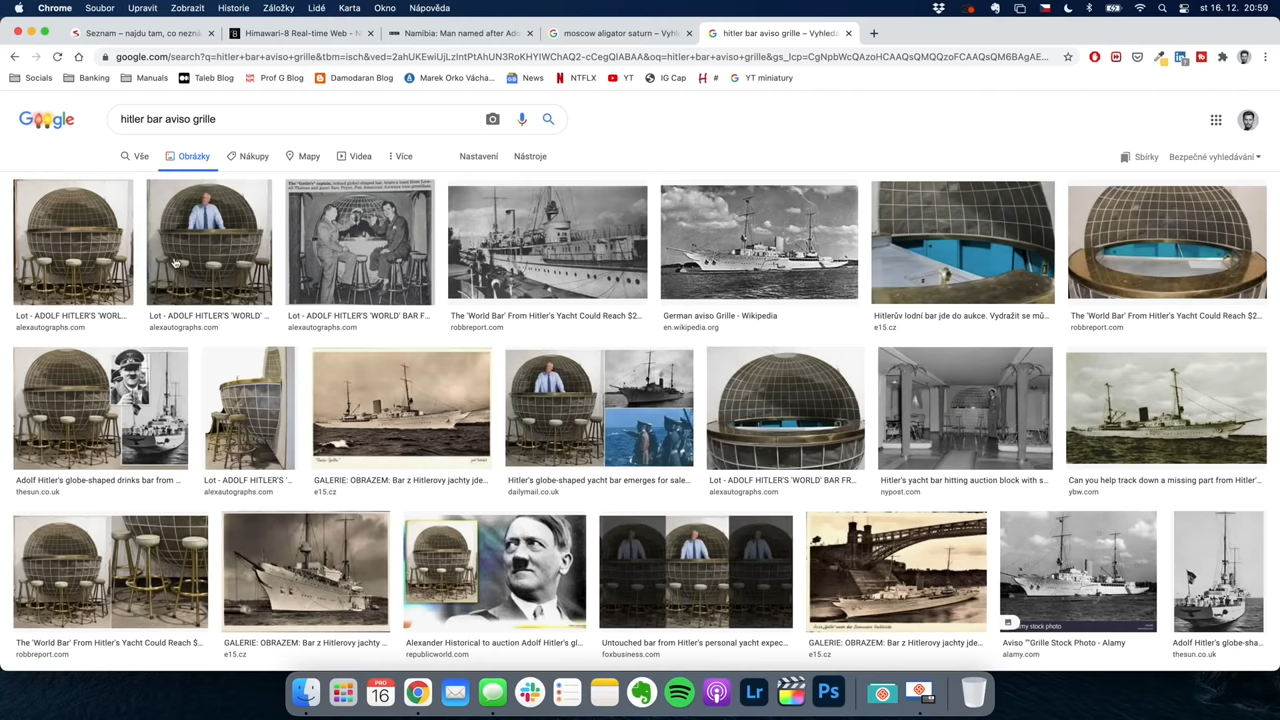 Chrome Soubor Upravit Zobrazit Historie Záložky Lidé Karta Okno Nápověda
st 16. 12. 20:59
Seznam – najdu tam, co nezná
Himawari-8 Real-time Web - N
Namibia: Man named after Ado
moscow aligator saturn – Vyhl
hitler bar aviso grille – Vyhled
google.com/search?q=hitler+bar+aviso+grille&tbm=isch&ved=2ahUKEwiUjLzIntPtAhUN3RoKHYIWChAQ2-cCegQIABAA&oq=hitler+bar+aviso+grille&gs_lcp=CgNpbWcQAzoHCAAQsQMQQzoFCAAQsQM6BAgAE...
Socials Banking Manuals Taleb Blog Prof G Blog Damodaran Blog Marek Orko Vácha... News NTFLX YT IG Cap # YT miniatury
Google
hitler bar aviso grille
Vše Obrázky Nákupy Mapy Videa Více Nastavení Nástroje Sbírky Bezpečné vyhledávání
Lot - ADOLF HITLER'S 'WORL...
alexautographs.com
Lot - ADOLF HITLER'S 'WORLD' ...
alexautographs.com
Lot - ADOLF HITLER'S 'WORLD' BAR F...
alexautographs.com
The 'World Bar' From Hitler's Yacht Could Reach $2...
robbreport.com
German aviso Grille - Wikipedia
en.wikipedia.org
Hitlerův lodní bar jde do aukce. Vydražit se mů...
e15.cz
The 'World Bar' From Hitler's Yacht Could Reach $2...
robbreport.com
Adolf Hitler's globe-shaped drinks bar from ...
thesun.co.uk
Lot - ADOLF HITLER'S '...
alexautographs.com
GALERIE: OBRAZEM: Bar z Hitlerovy jachty jde...
e15.cz
Hitler's globe-shaped yacht bar emerges for sale...
dailymail.co.uk
Lot - ADOLF HITLER'S 'WORLD' BAR FR...
alexautographs.com
Hitler's yacht bar hitting auction block with s...
nypost.com
Can you help track down a missing part from Hitler'...
ybw.com
The 'World Bar' From Hitler's Yacht Could Reach $...
robbreport.com
GALERIE: OBRAZEM: Bar z Hitlerovy jachty ...
e15.cz
Alexander Historical to auction Adolf Hitler's gl...
republicworld.com
Untouched bar from Hitler's personal yacht expec...
foxbusiness.com
GALERIE: OBRAZEM: Bar z Hitlerovy jachty jde...
e15.cz
my stock photo
Aviso ""Grille Stock Photo - Alamy
alamy.com
Adolf Hitler's globe-sha...
thesun.co.uk
PRO
16
Lr
Ps